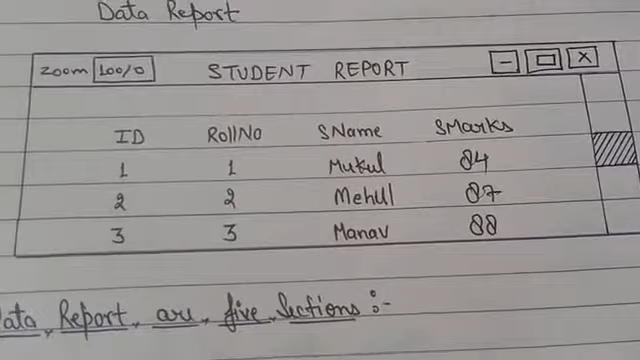 Data Report
Zoom 100% STUDENT REPORT - X
ID RollNo SName SMarks
1 1 Mukul 84
2 2 Mehul 87
3 3 Manav 88
Data Report are five Sections :-